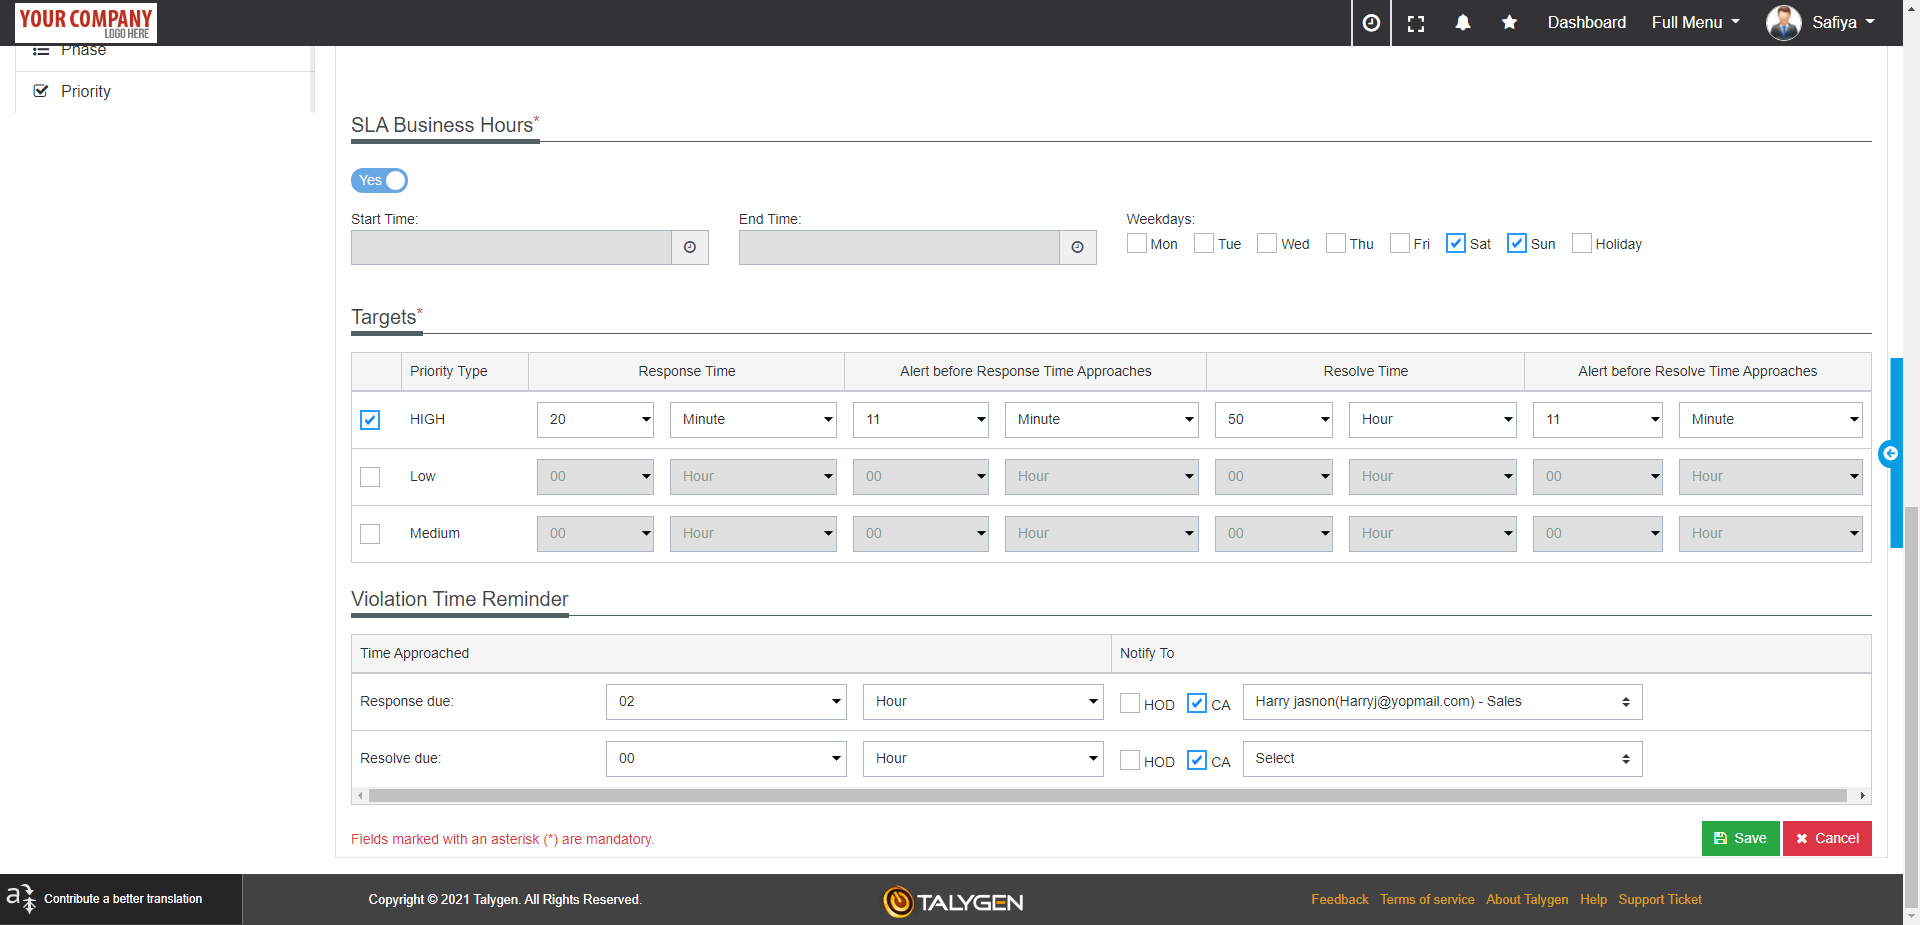 YOUR COMPANY
LOGO HERE
Dashboard
Full Menu
Safiya
Phase
Priority
SLA Business Hours*
Yes
Start Time:
End Time:
Weekdays:
Mon Tue Wed Thu Fri Sat Sun Holiday
Targets*
Priority Type Response Time Alert before Response Time Approaches Resolve Time Alert before Resolve Time Approaches
HIGH 20 Minute 11 Minute 50 Hour 11 Minute
Low 00 Hour 00 Hour 00 Hour 00 Hour
Medium 00 Hour 00 Hour 00 Hour 00 Hour
Violation Time Reminder
Time Approached Notify To
Response due: 02 Hour HOD CA Harry jasnon(Harryj@yopmail.com) - Sales
Resolve due: 00 Hour HOD CA Select
Fields marked with an asterisk (*) are mandatory.
Save Cancel
Contribute a better translation
Copyright © 2021 Talygen. All Rights Reserved.
TALYGEN
Feedback Terms of service About Talygen Help Support Ticket